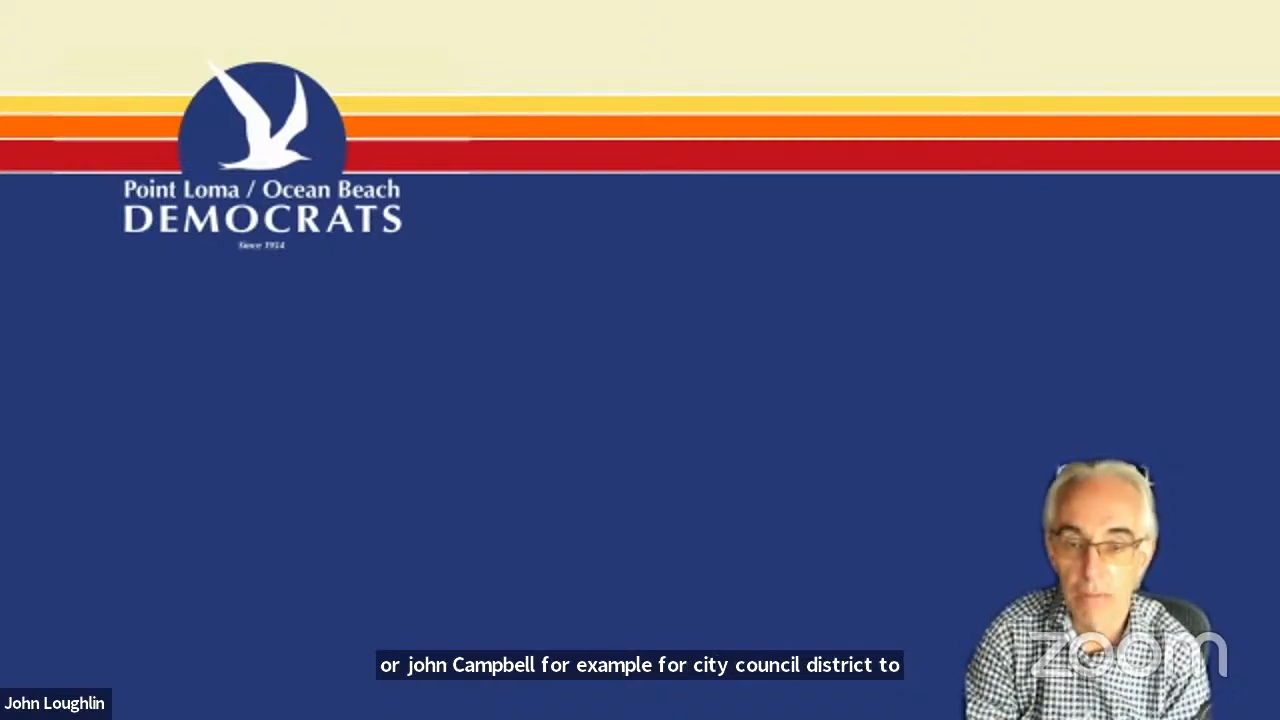 Point Loma / Ocean Beach
DEMOCRATS
Since 1914
or john Campbell for example for city council district to
zoom
John Loughlin